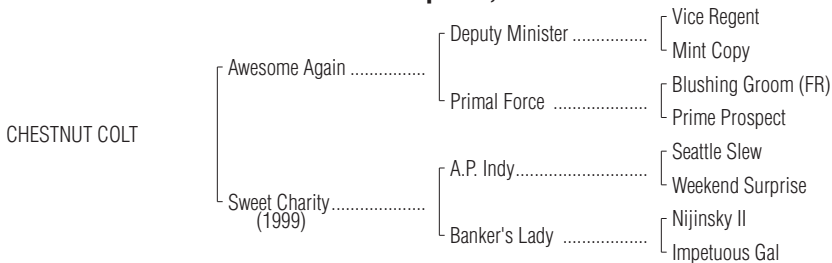 Vice Regent
Deputy Minister ................
Mint Copy
Awesome Again ................
Blushing Groom (FR)
Primal Force ....................
Prime Prospect
CHESTNUT COLT
Seattle Slew
A.P. Indy............................
Weekend Surprise
Sweet Charity....................
(1999)
Nijinsky II
Banker's Lady ..................
Impetuous Gal